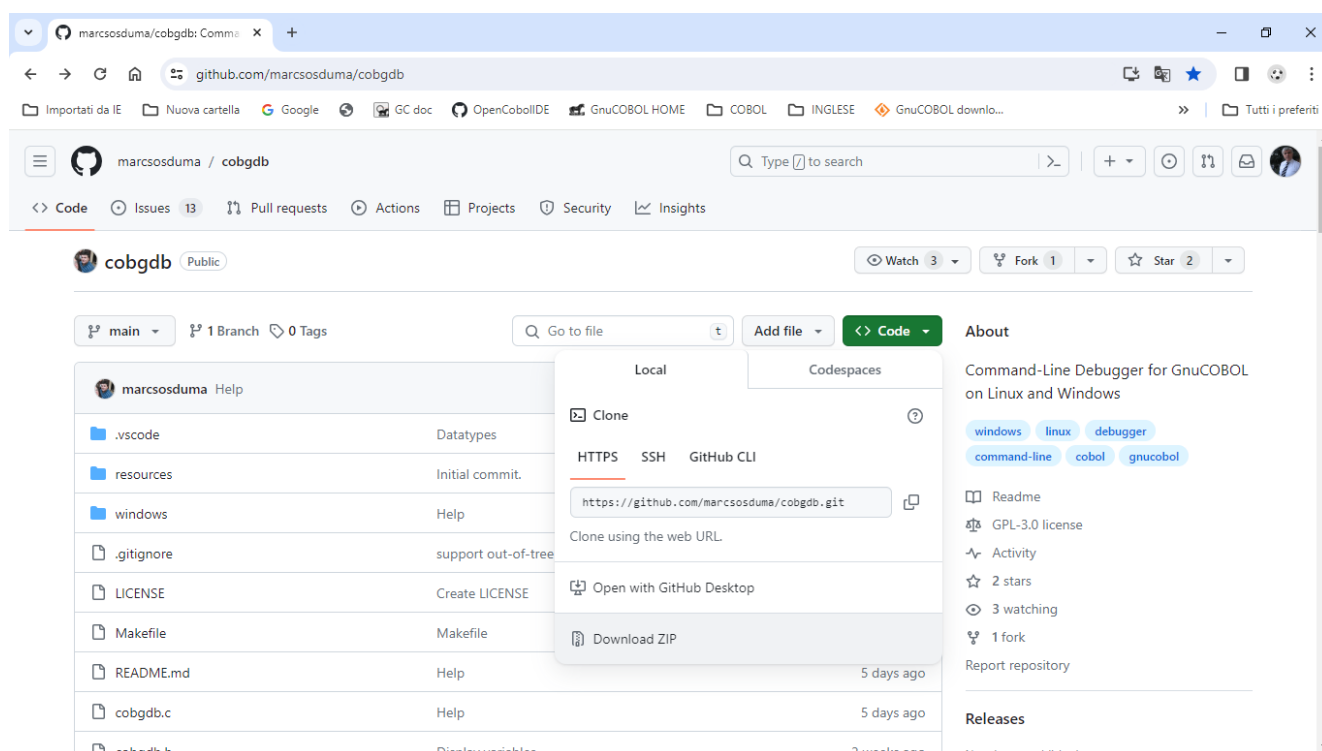 marcsosduma/cobgdb: Comma
github.com/marcsosduma/cobgdb
Importati da IE Nuova cartella Google GC doc OpenCobolIDE GnuCOBOL HOME COBOL INGLESE GnuCOBOL downlo... » Tutti i preferiti
marcsosduma / cobgdb Type / to search
Code Issues 13 Pull requests Actions Projects Security Insights
cobgdb Public Watch 3 Fork 1 Star 2
main 1 Branch 0 Tags Go to file t Add file <> Code About
Local Codespaces
Command-Line Debugger for GnuCOBOL
on Linux and Windows
marcsosduma Help
Clone
.vscode Datatypes
windows linux debugger
HTTPS SSH GitHub CLI
command-line cobol gnucobol
resources Initial commit.
https://github.com/marcsosduma/cobgdb.git
Readme
windows Help
GPL-3.0 license
Clone using the web URL.
.gitignore support out-of-tree
Activity
Open with GitHub Desktop
2 stars
LICENSE Create LICENSE
3 watching
Makefile Makefile
Download ZIP
1 fork
Report repository
README.md Help 5 days ago
cobgdb.c Help 5 days ago
Releases